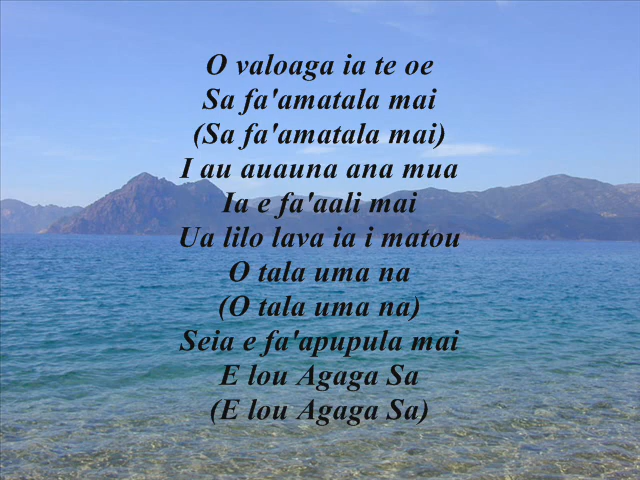 O valoaga ia te oe
Sa fa'amatala mai
(Sa fa'amatala mai)
I au auauna ana mua
Ia e fa'aali mai
Ua lilo lava ia i matou
O tala uma na
(O tala uma na)
Seia e fa'apupula mai
E lou Agaga Sa
(E lou Agaga Sa)